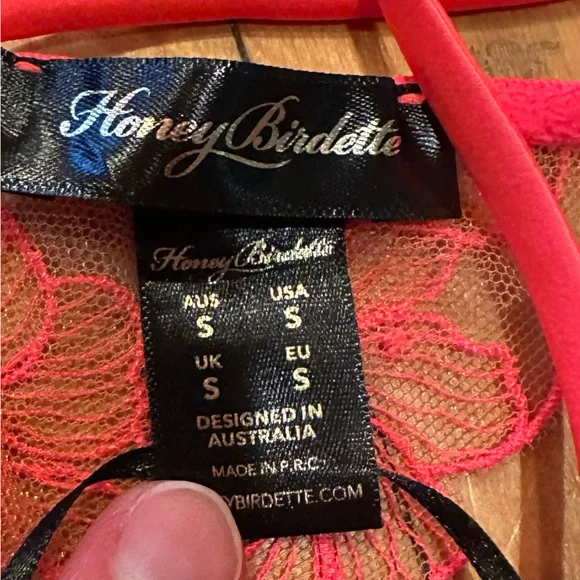 Honey Birdette
Honey Birdette
AUS USA
S S
UK EU
S S
DESIGNED IN
AUSTRALIA
MADE IN P.R.C.
YBIRDETTE.COM